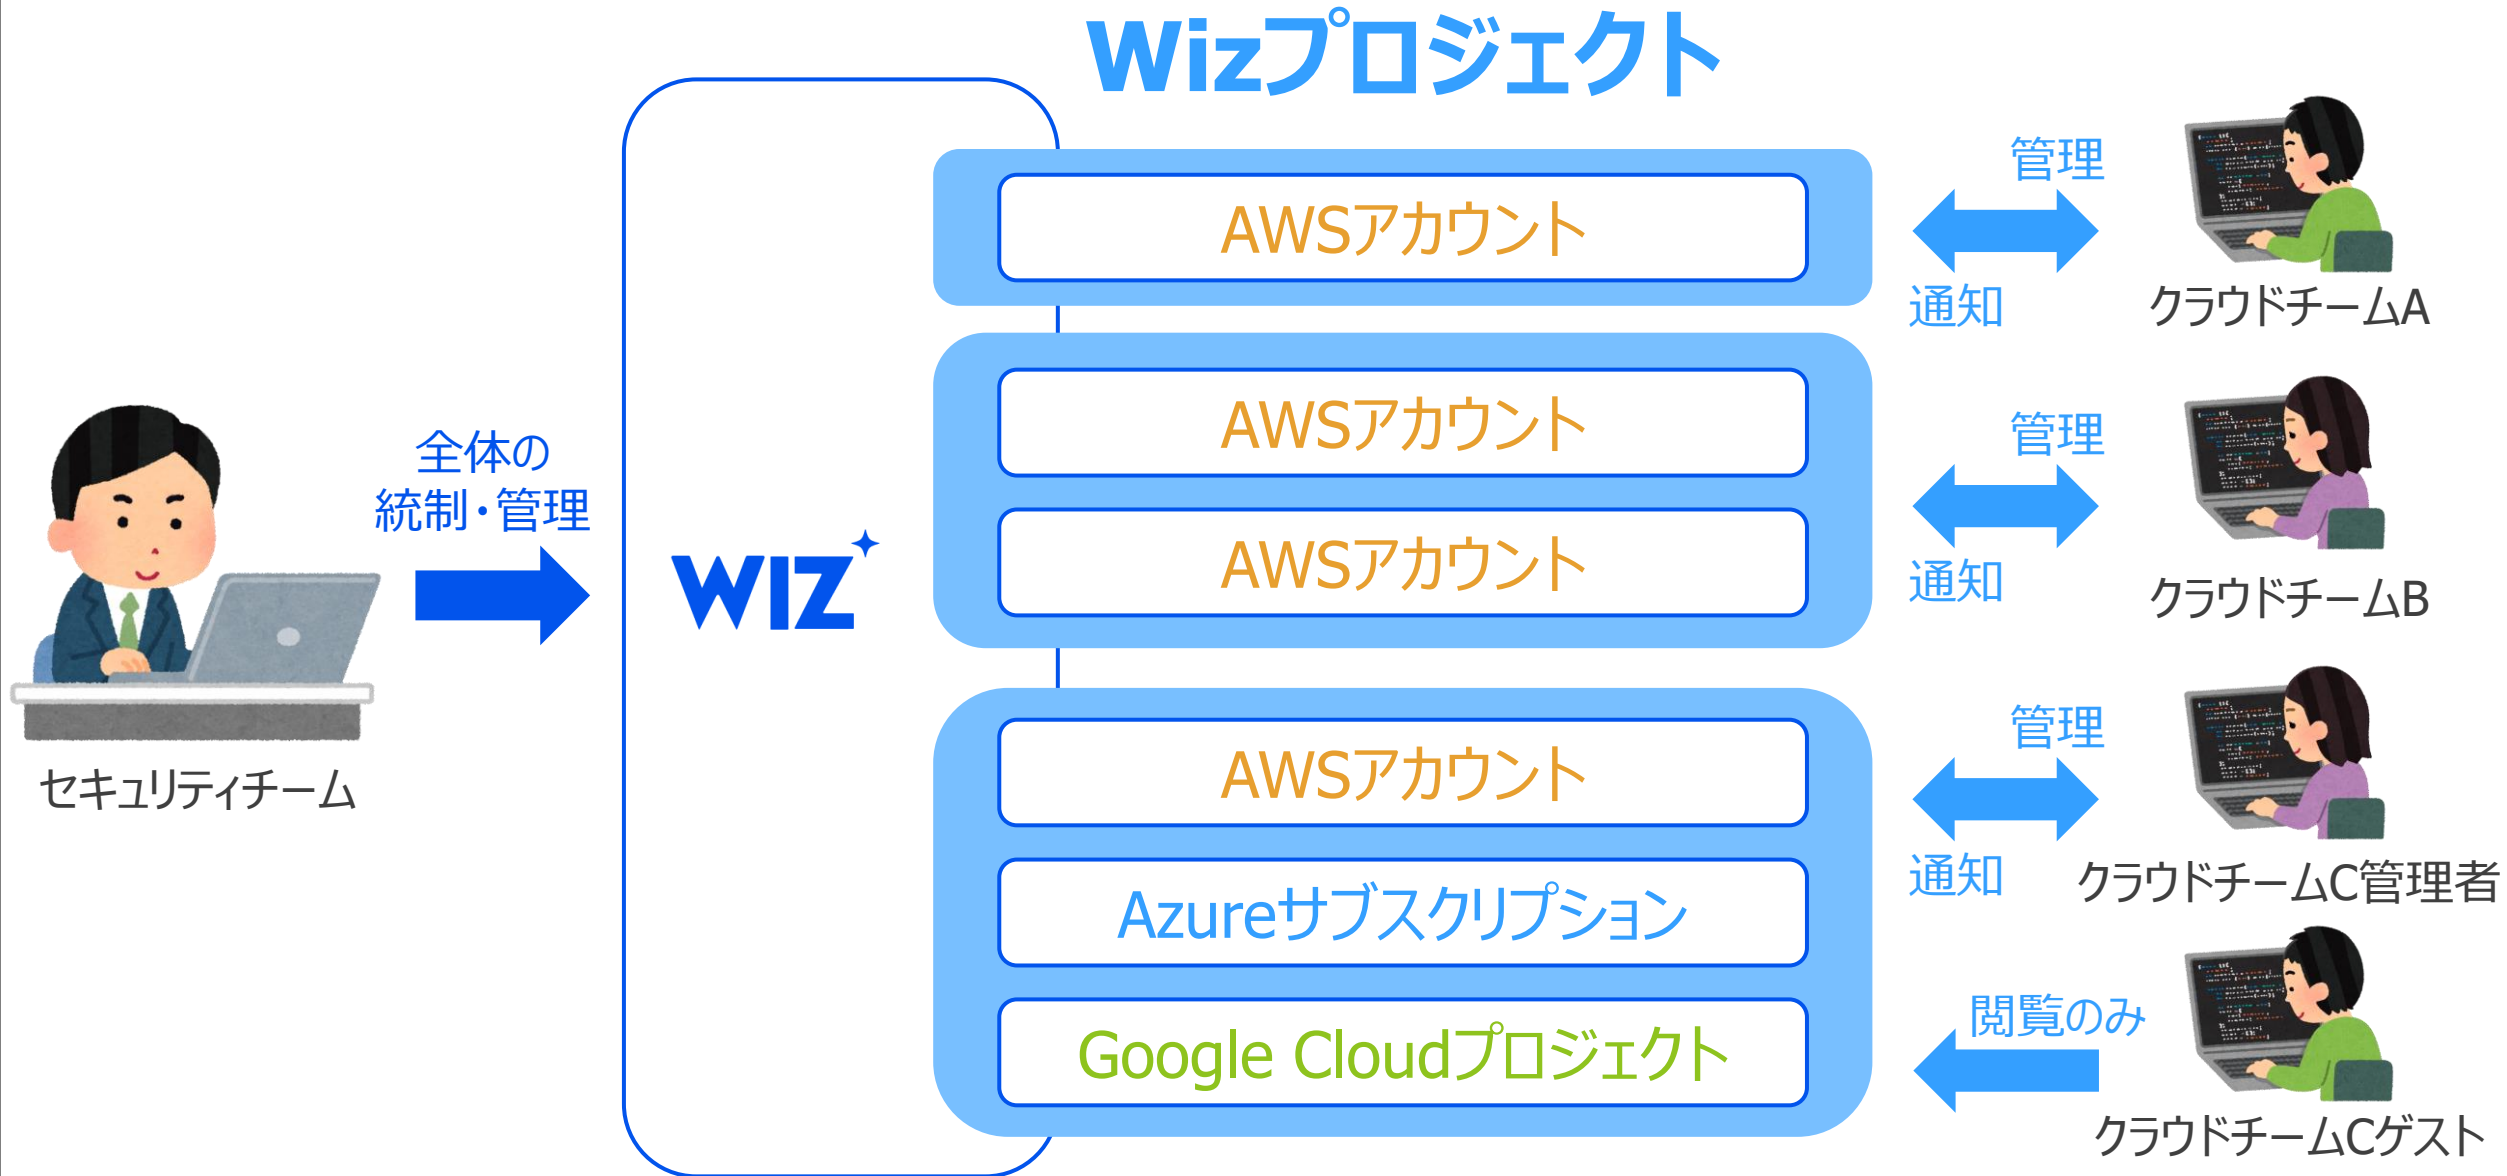 Wizプロジェクト
AWSアカウント
管理
通知
クラウドチームA
AWSアカウント
AWSアカウント
管理
通知
クラウドチームB
全体の
統制・管理
WIZ
セキュリティチーム
AWSアカウント
Azureサブスクリプション
Google Cloudプロジェクト
管理
通知
クラウドチームC管理者
閲覧のみ
クラウドチームCゲスト